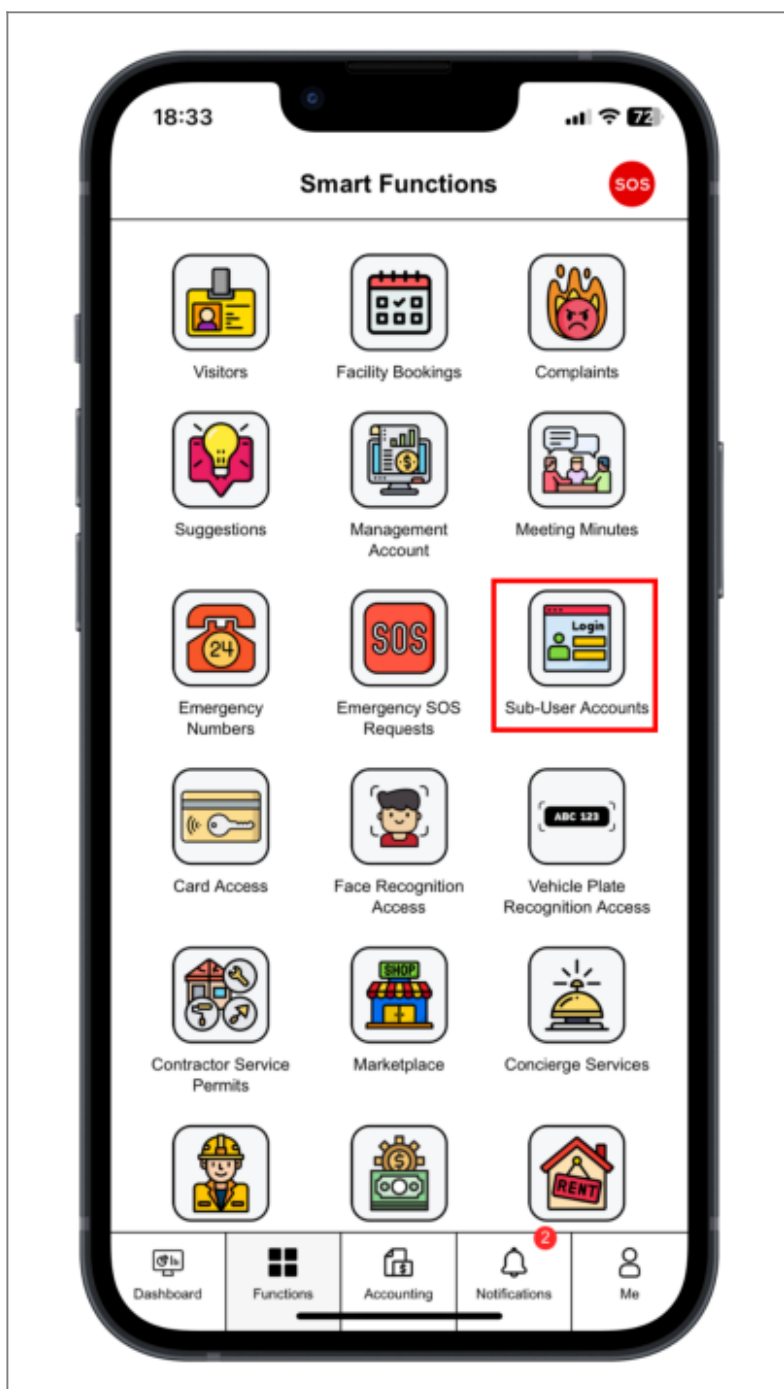 18:33
72
Smart Functions
SOS
Visitors
Facility Bookings
Complaints
Suggestions
Management
Account
Meeting Minutes
24
Emergency
Numbers
SOS
Emergency SOS
Requests
Login
Sub-User Accounts
Card Access
Face Recognition
Access
ABC 123
Vehicle Plate
Recognition Access
Contractor Service
Permits
SHOP
Marketplace
Concierge Services
RENT
2
Dashboard
Functions
Accounting
Notifications
Me